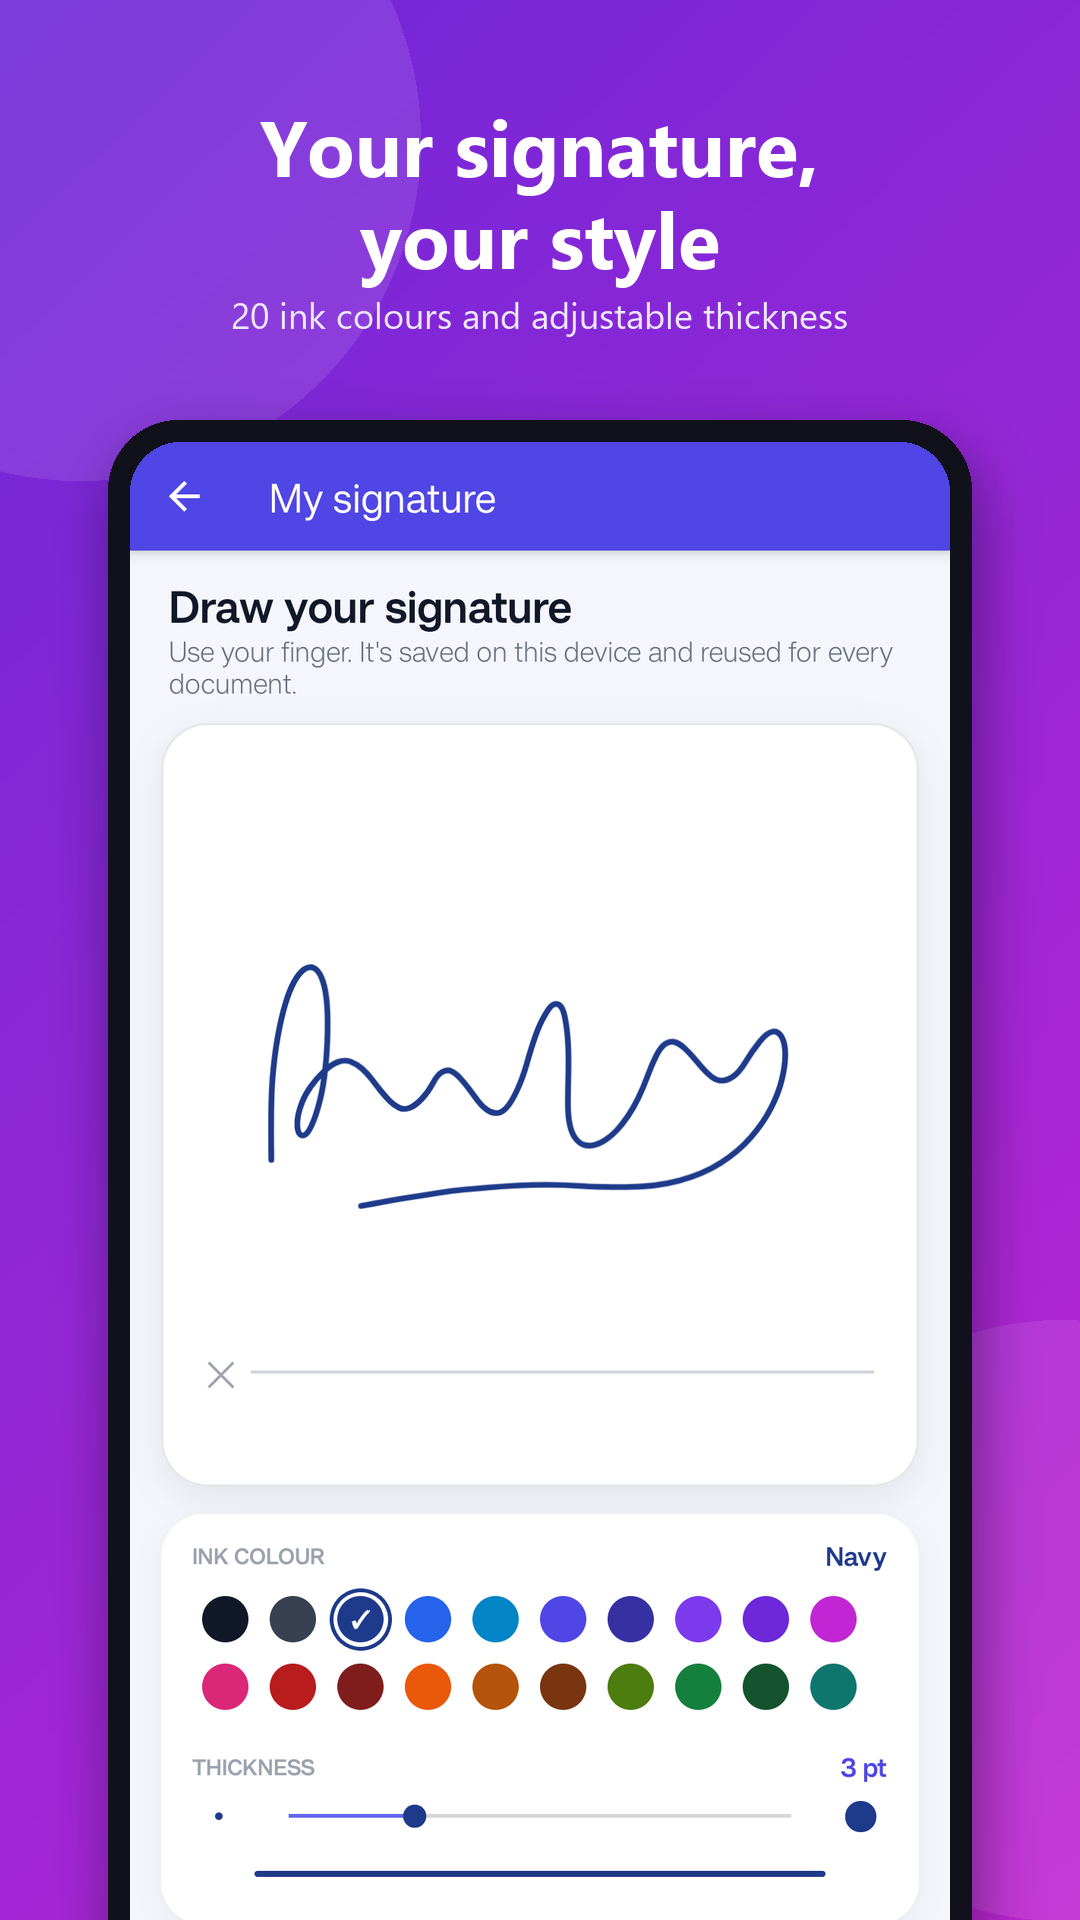 Your signature,
your style
20 ink colours and adjustable thickness
My signature
Draw your signature
Use your finger. It's saved on this device and reused for every
document.
INK COLOUR
Navy
THICKNESS
3 pt